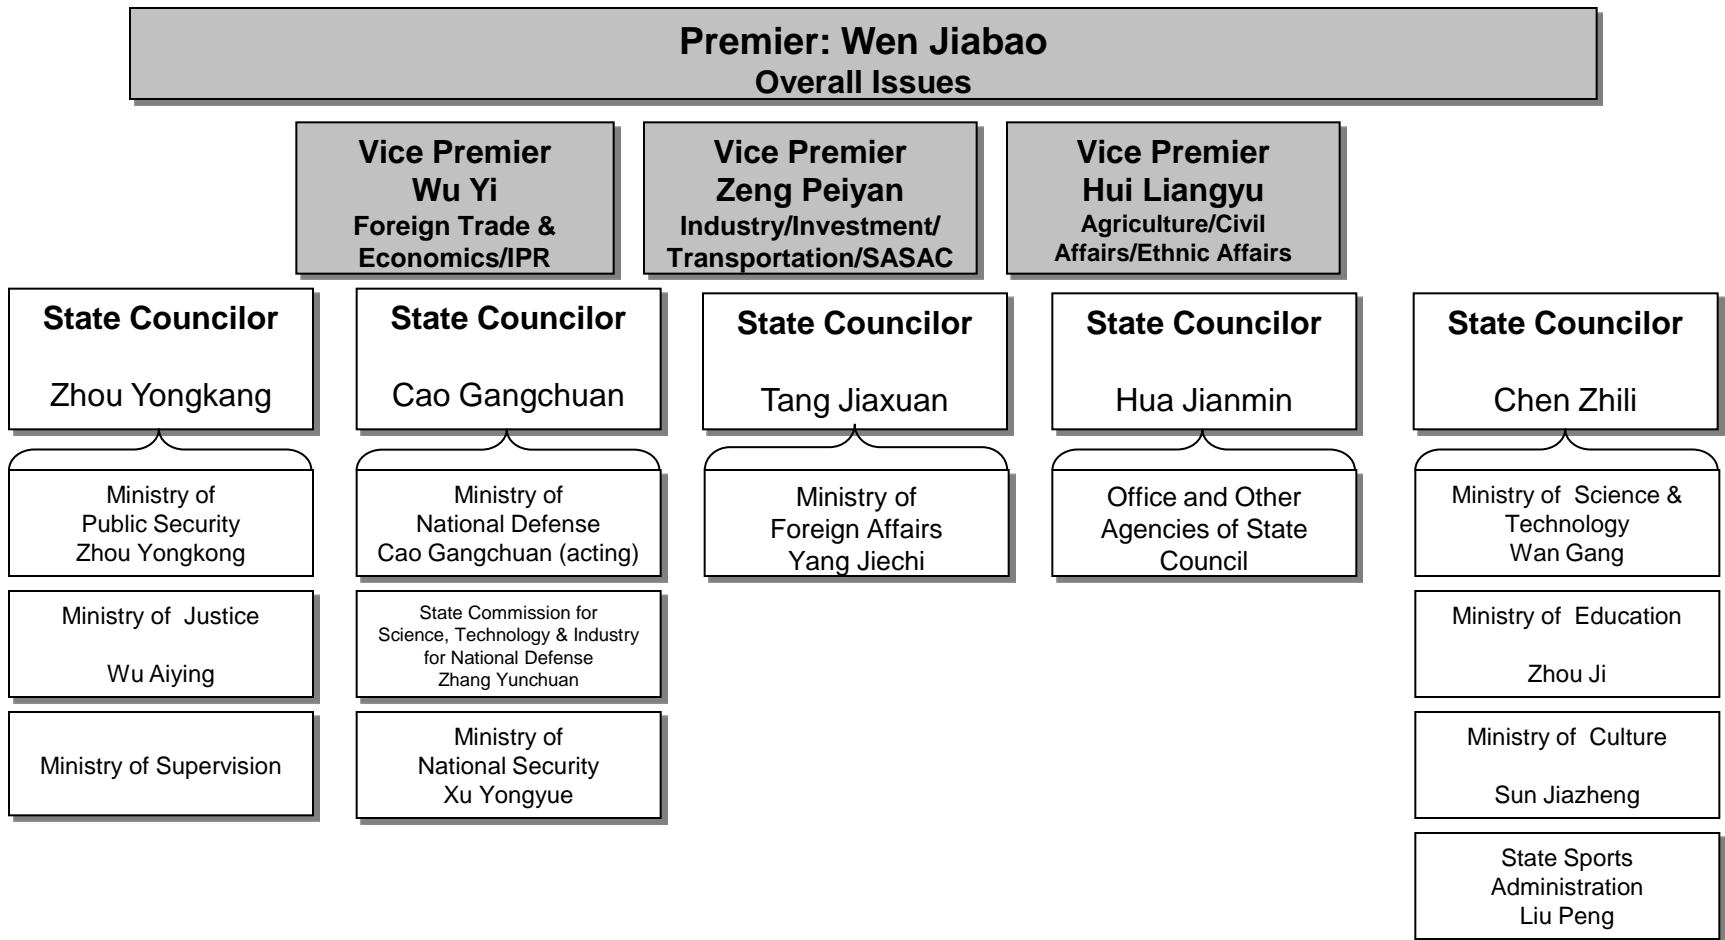 Premier: Wen Jiabao
Overall Issues
Vice Premier
Wu Yi
Foreign Trade &
Economics/IPR
Vice Premier
Zeng Peiyan
Industry/Investment/
Transportation/SASAC
Vice Premier
Hui Liangyu
Agriculture/Civil
Affairs/Ethnic Affairs
State Councilor
Zhou Yongkang
State Councilor
Cao Gangchuan
State Councilor
Tang Jiaxuan
State Councilor
Hua Jianmin
State Councilor
Chen Zhili
Ministry of
Public Security
Zhou Yongkong
Ministry of
National Defense
Cao Gangchuan (acting)
Ministry of
Foreign Affairs
Yang Jiechi
Office and Other
Agencies of State
Council
Ministry of Science &
Technology
Wan Gang
Ministry of Justice
Wu Aiying
State Commission for
Science, Technology & Industry
for National Defense
Zhang Yunchuan
Ministry of Education
Zhou Ji
Ministry of Supervision
Ministry of
National Security
Xu Yongyue
Ministry of Culture
Sun Jiazheng
State Sports
Administration
Liu Peng